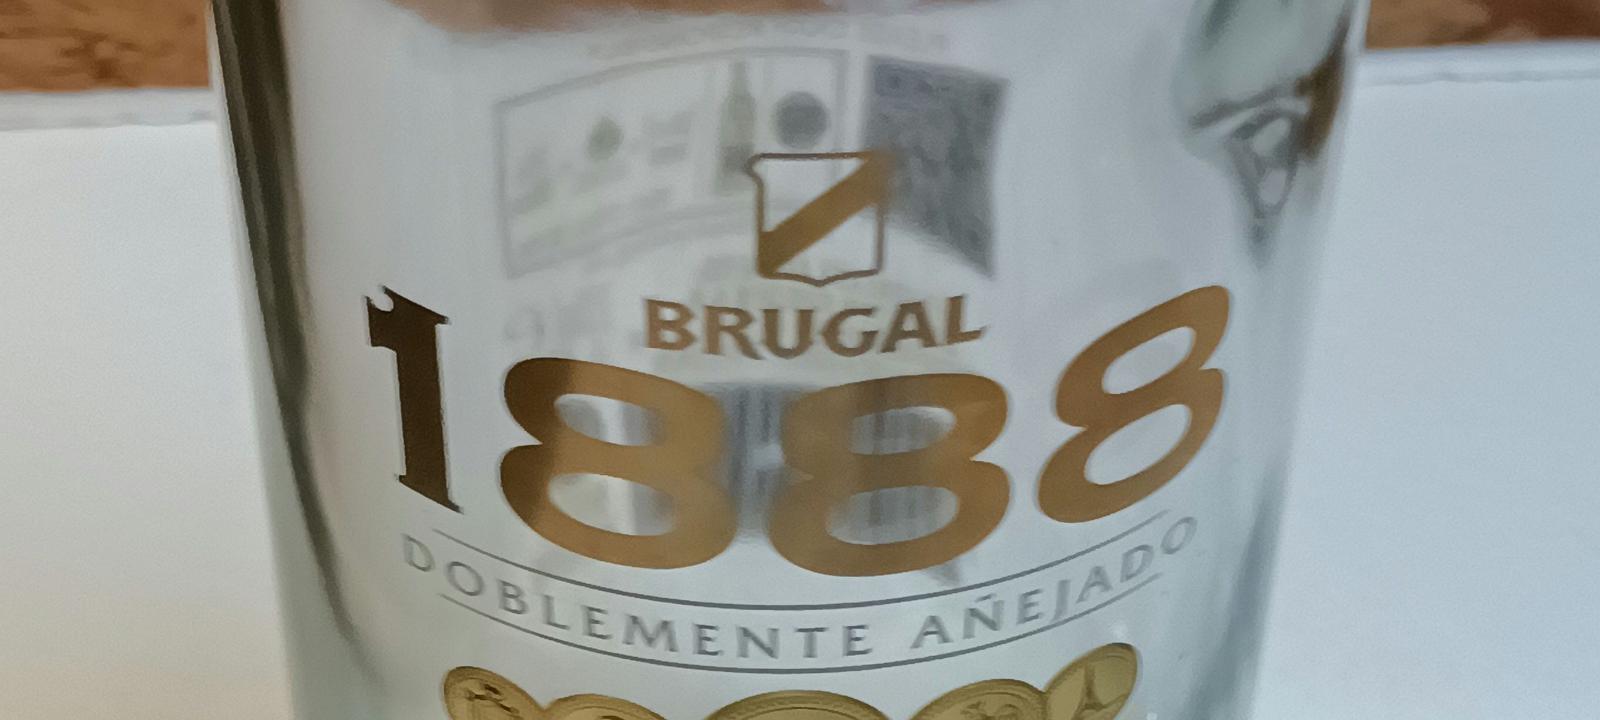 BRUGAL
1888
DOBLEMENTE AÑEJADO